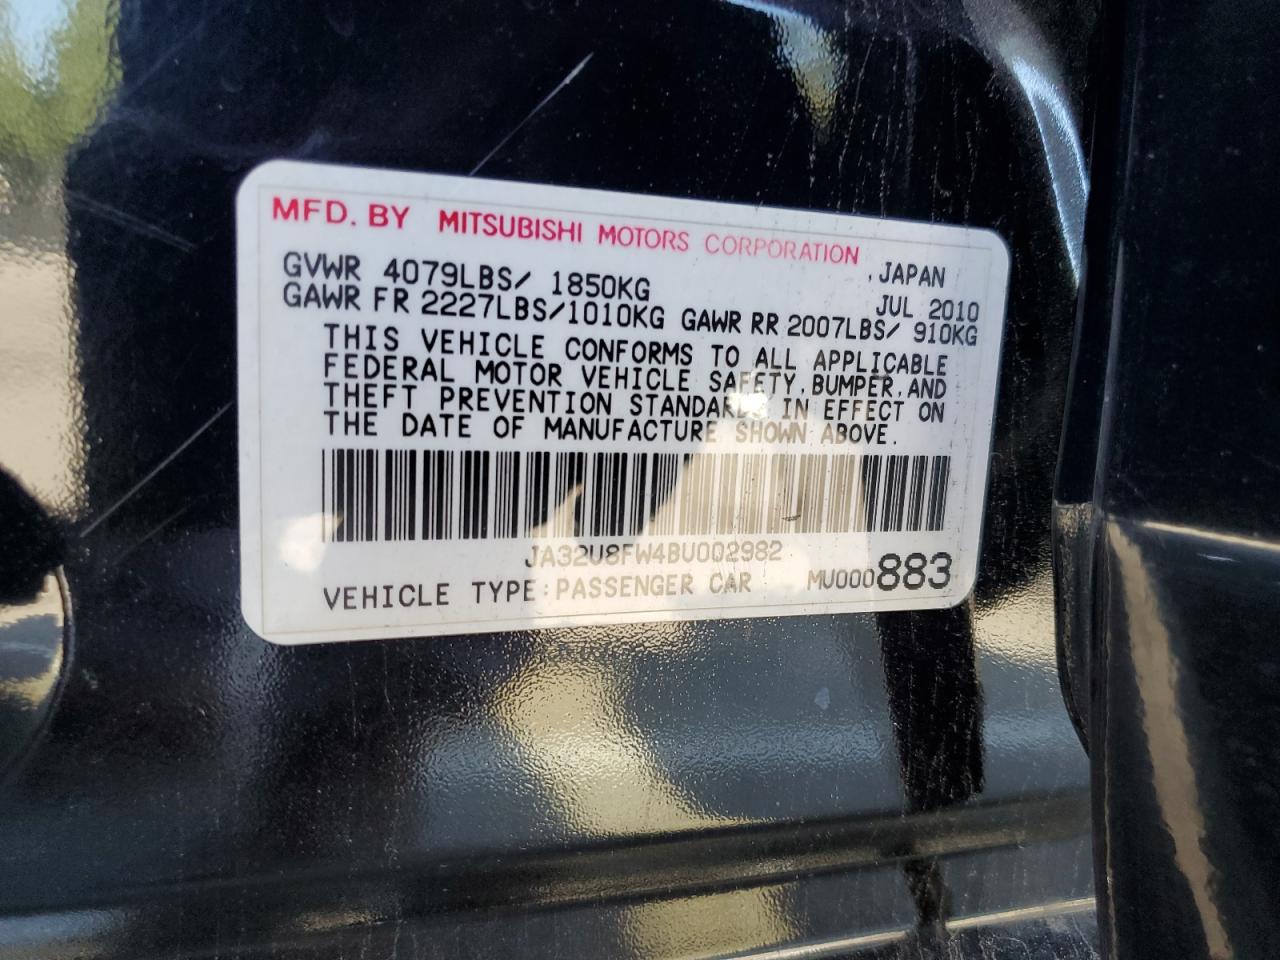 MFD. BY MITSUBISHI MOTORS CORPORATION
GVWR 4079LBS/ 1850KG , JAPAN
JUL 2010
GAWR FR 2227LBS/1010KG GAWR RR 2007LBS/ 910KG
THIS VEHICLE CONFORMS TO ALL APPLICABLE
FEDERAL MOTOR VEHICLE SAFETY, BUMPER, AND
THEFT PREVENTION STANDARDS IN EFFECT ON
THE DATE OF MANUFACTURE SHOWN ABOVE.
JA32U8FW4BU002982
VEHICLE TYPE:PASSENGER CAR MU000883